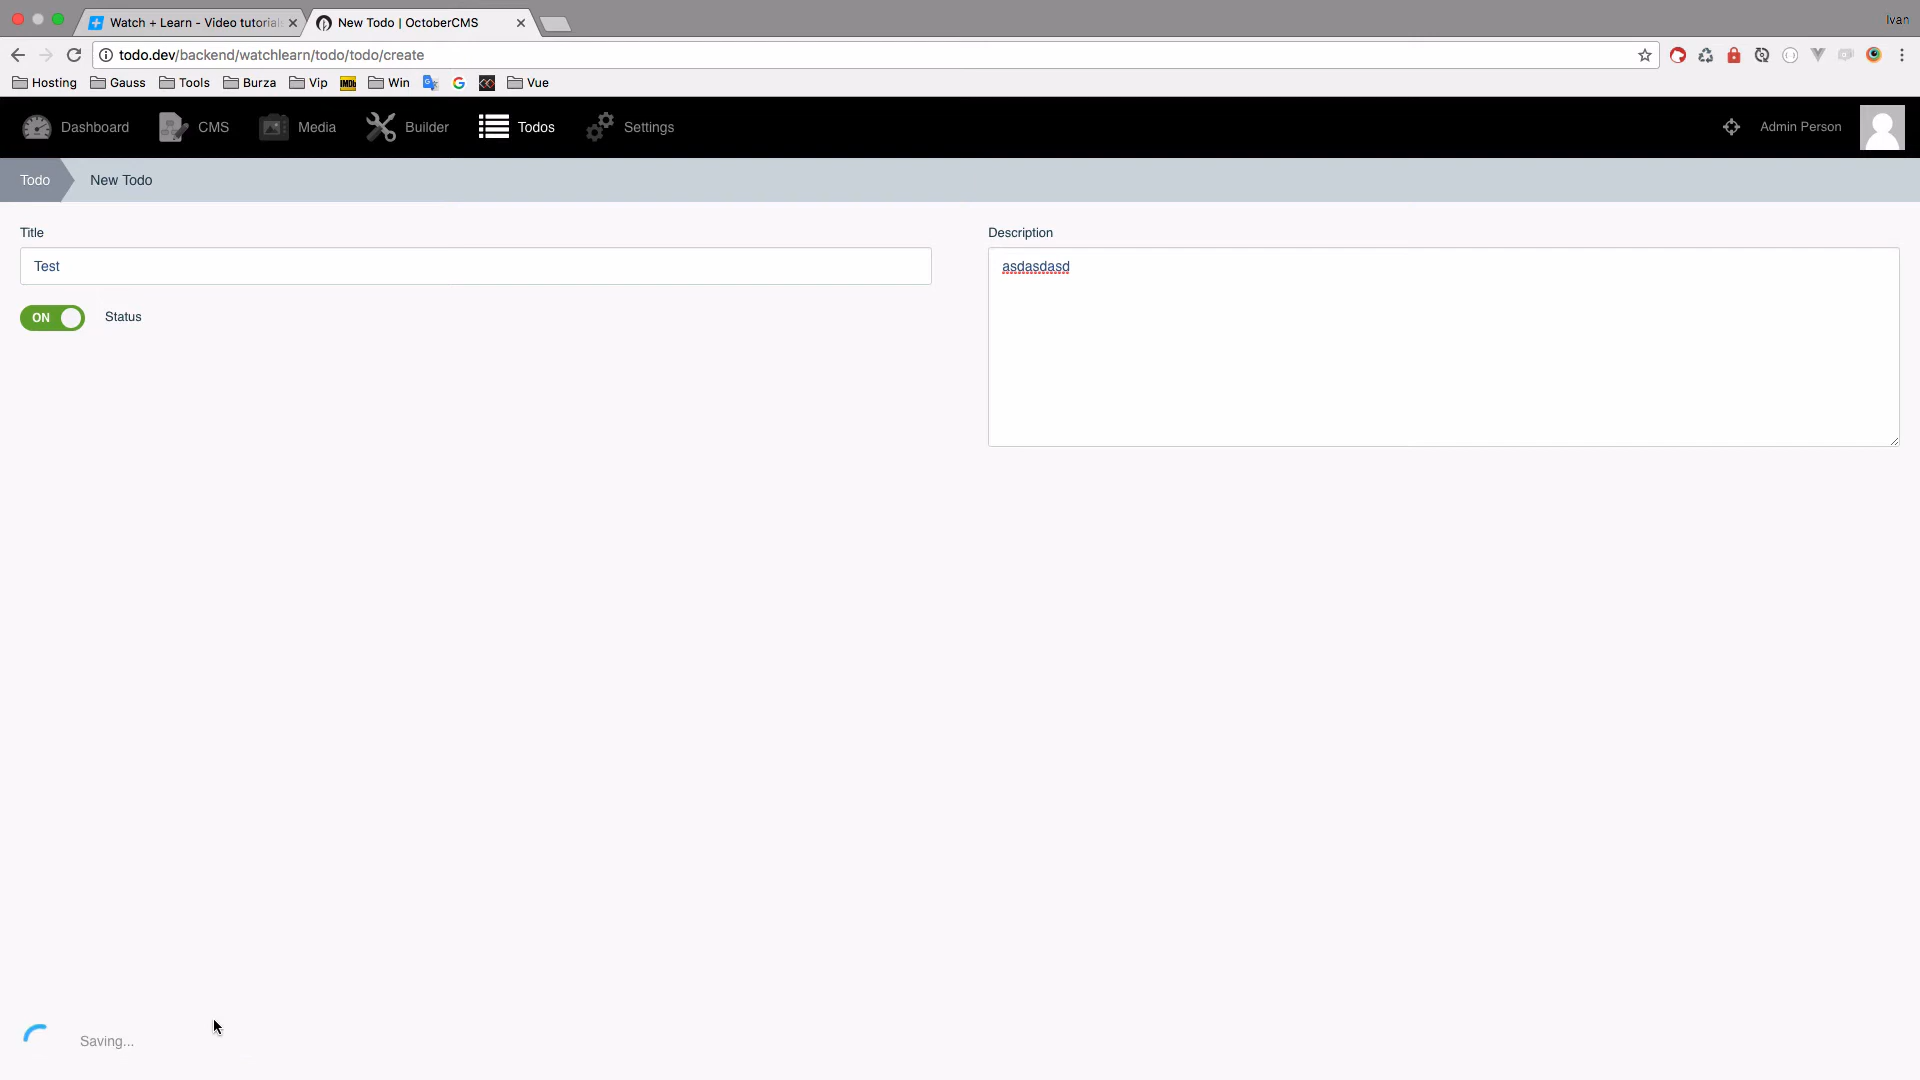 Watch + Learn - Video tutorial
New Todo | OctoberCMS
Ivan
todo.dev/backend/watchlearn/todo/todo/create
Hosting Gauss Tools Burza Vip IMDb Win G Vue
Dashboard CMS Media Builder Todos Settings Admin Person
Todo New Todo
Title
Test
ON Status
Description
asdasdasd
Saving...